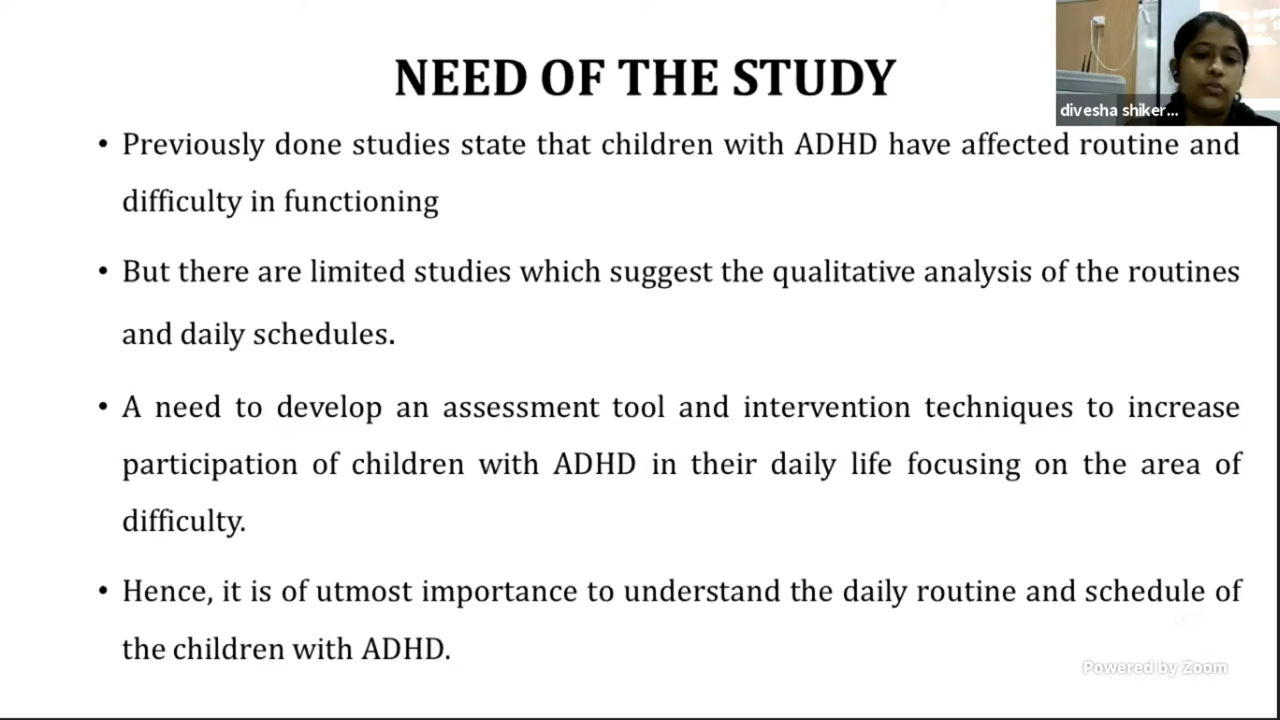 NEED OF THE STUDY
divesha shiker...
• Previously done studies state that children with ADHD have affected routine and
difficulty in functioning
• But there are limited studies which suggest the qualitative analysis of the routines
and daily schedules.
• A need to develop an assessment tool and intervention techniques to increase
participation of children with ADHD in their daily life focusing on the area of
difficulty.
• Hence, it is of utmost importance to understand the daily routine and schedule of
the children with ADHD.
Powered by Zoom